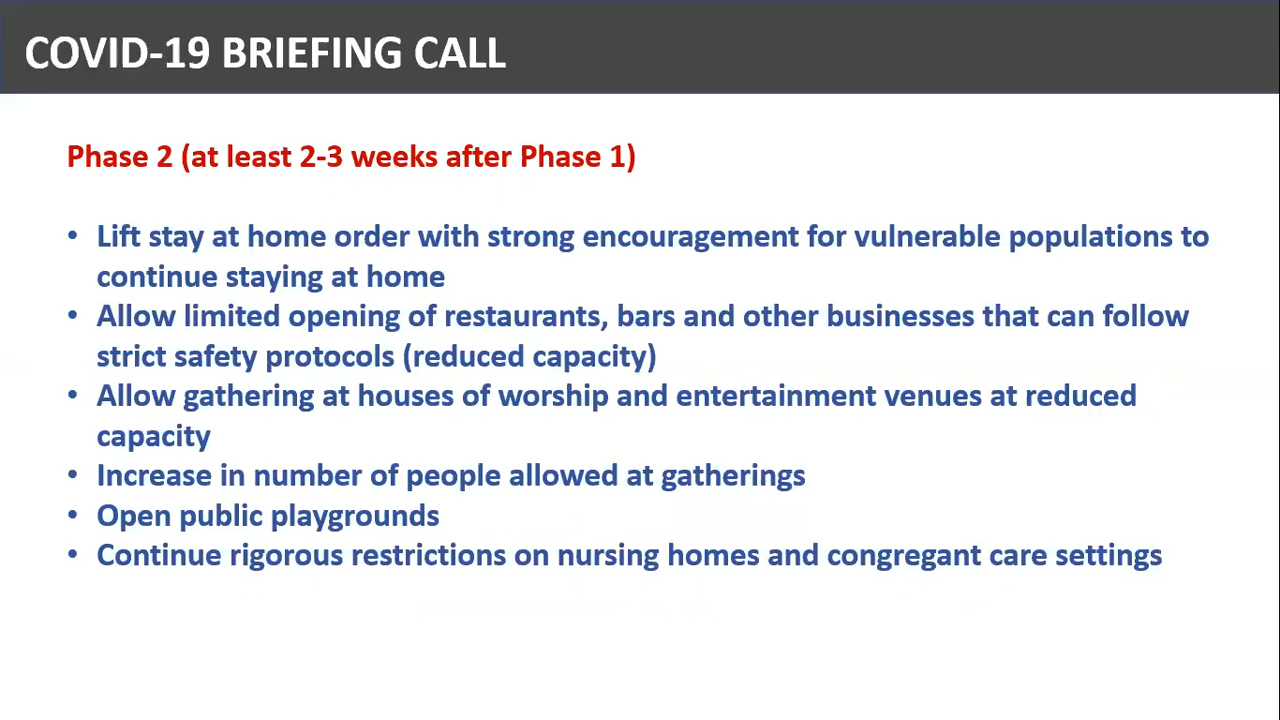 COVID-19 BRIEFING CALL
Phase 2 (at least 2-3 weeks after Phase 1)
• Lift stay at home order with strong encouragement for vulnerable populations to
continue staying at home
• Allow limited opening of restaurants, bars and other businesses that can follow
strict safety protocols (reduced capacity)
• Allow gathering at houses of worship and entertainment venues at reduced
capacity
• Increase in number of people allowed at gatherings
• Open public playgrounds
• Continue rigorous restrictions on nursing homes and congregant care settings